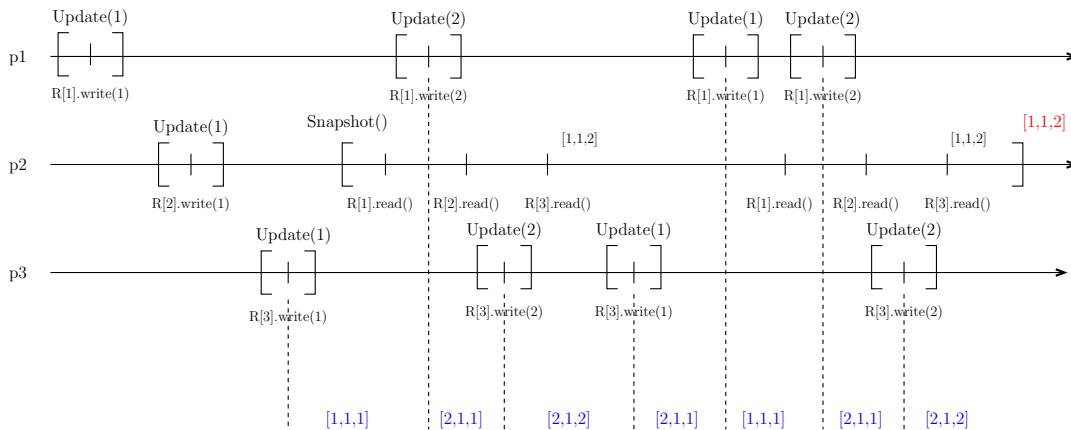 Update(1) Update(2) Update(1) Update(2)
p1
R[1].write(1) R[1].write(2) R[1].write(1) R[1].write(2)
Update(1) Snapshot() [1,1,2] [1,1,2] [1,1,2]
p2
R[2].write(1) R[1].read() R[2].read() R[3].read() R[1].read() R[2].read() R[3].read()
Update(1) Update(2) Update(1) Update(2)
p3
R[3].write(1) R[3].write(2) R[3].write(1) R[3].write(2)
[1,1,1] [2,1,1] [2,1,2] [2,1,1] [1,1,1] [2,1,1] [2,1,2]